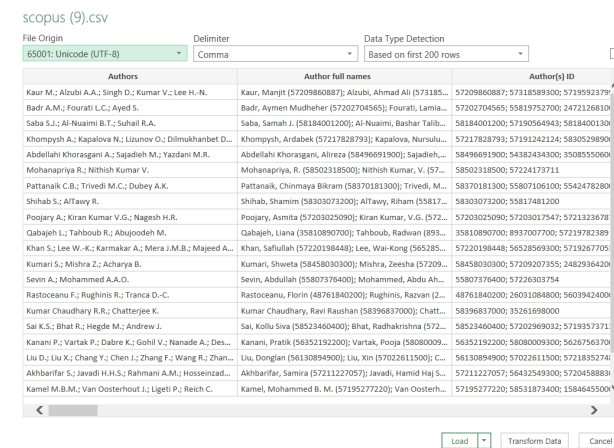 scopus (9).csv
File Origin Delimiter Data Type Detection
65001: Unicode (UTF-8) Comma Based on first 200 rows
Authors Author full names Author(s) ID
Kaur M.; Alzubi A.A.; Singh D.; Kumar V.; Lee H.-N. Kaur, Manjit (57209860887); Alzubi, Ahmad Ali (573185... 57209860887; 57318589300; 5719592379
Badr A.M.; Fourati L.C.; Ayed S. Badr, Aymen Mudheher (57202704565); Fourati, Lamia... 57202704565; 55819752700; 2472126810
Saba S.J.; Al-Nuaimi B.T.; Suhail R.A. Saba, Samah J. (58184001200); Al-Nuaimi, Bashar Talib... 58184001200; 57190564943; 5818400130
Khompysh A.; Kapalova N.; Lizunov O.; Dilmukhanbet D... Khompysh, Ardabek (57217828793); Kapalova, Nursulu... 57217828793; 57191242124; 5830529890
Abdellahi Khorasgani A.; Sajadieh M.; Yazdani M.R. Abdellahi Khorasgani, Alireza (58496691900); Sajadieh,... 58496691900; 54382434300; 3508555060
Mohanapriya R.; Nithish Kumar V. Mohanapriya, R. (58502318500); Nithish Kumar, V. (57... 58502318500; 57224173711
Pattanaik C.B.; Trivedi M.C.; Dubey A.K. Pattanaik, Chinmaya Bikram (58370181300); Trivedi, M... 58370181300; 55807106100; 5542478280
Shihab S.; AlTawy R. Shihab, Shamim (58303073200); AlTawy, Riham (55817... 58303073200; 55817481200
Poojary A.; Kiran Kumar V.G.; Nagesh H.R. Poojary, Asmita (57203025090); Kiran Kumar, V.G. (572... 57203025090; 57203017547; 5721323678
Qabajeh L.; Tahboub R.; Abujoodeh M. Qabajeh, Liana (35810890700); Tahboub, Radwan (893... 35810890700; 8937007700; 57219782389
Khan S.; Lee W.-K.; Karmakar A.; Mera J.M.B.; Majeed A... Khan, Safiullah (57220198448); Lee, Wai-Kong (565285... 57220198448; 56528569300; 5719267705
Kumari S.; Mishra Z.; Acharya B. Kumari, Shweta (58458030300); Mishra, Zeesha (57209... 58458030300; 57209207355; 2482936420
Sevin A.; Mohammed A.A.O. Sevin, Abdullah (55807376400); Mohammed, Abdu Ah... 55807376400; 57226303754
Rastoceanu F.; Rughinis R.; Tranca D.-C. Rastoceanu, Florin (48761840200); Rughinis, Razvan (2... 48761840200; 26031084800; 5603942400
Kumar Chaudhary R.R.; Chatterjee K. Kumar Chaudhary, Ravi Raushan (58396837000); Chatt... 58396837000; 35261698000
Sai K.S.; Bhat R.; Hegde M.; Andrew J. Sai, Kollu Siva (58523460400); Bhat, Radhakrishna (572... 58523460400; 57202969032; 5719357371
Kanani P.; Vartak P.; Dabre K.; Gohil V.; Nanade A.; Des... Kanani, Pratik (56352192200); Vartak, Pooja (58080009... 56352192200; 58080009300; 5626756370
Liu D.; Liu X.; Chang Y.; Chen J.; Zhang F.; Wang R.; Zhan... Liu, Donglan (56130894900); Liu, Xin (57022611500); C... 56130894900; 57022611500; 5721835274
Akhbarifar S.; Javadi H.H.S.; Rahmani A.M.; Hosseinzad... Akhbarifar, Samira (57211227057); Javadi, Hamid Haj S... 57211227057; 56432549300; 5720458883
Kamel M.B.M.; Van Oosterhout J.; Ligeti P.; Reich C. Kamel, Mohammed B. M. (57195277220); Van Oosterh... 57195277220; 58531873400; 1584645500
Load Transform Data Cancel